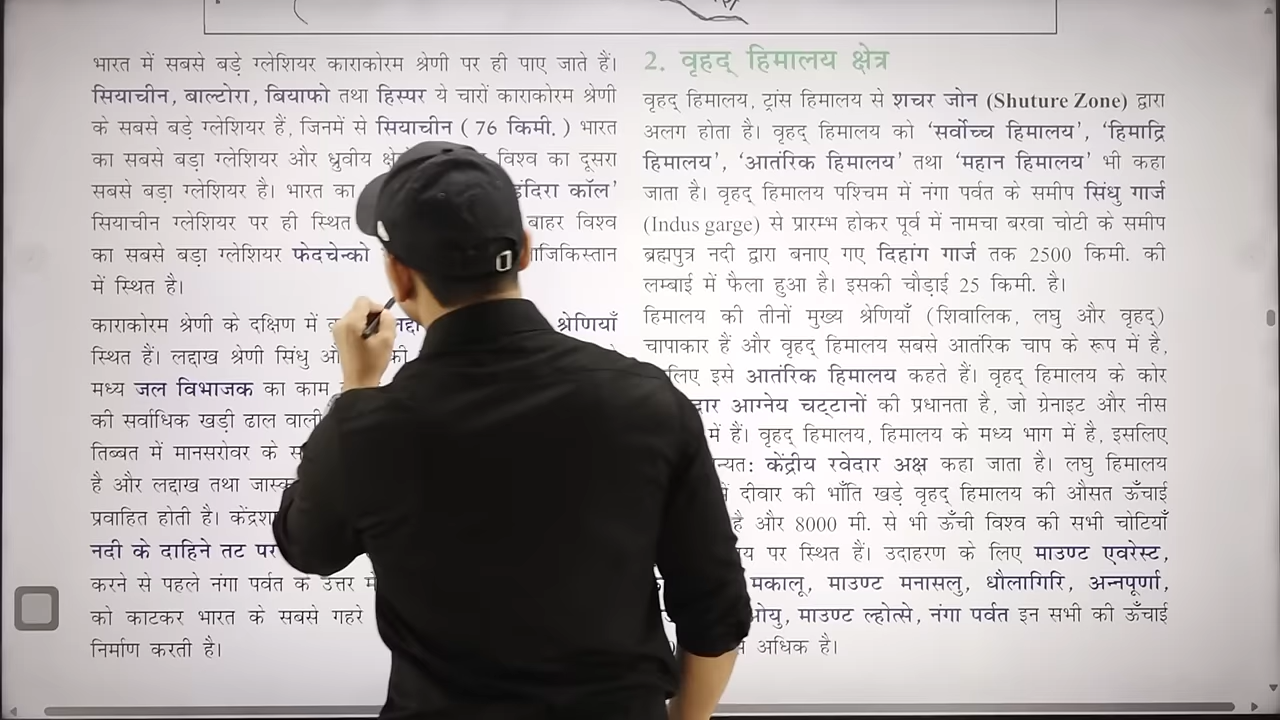 भारत में सबसे बड़े ग्लेशियर काराकोरम श्रेणी पर ही पाए जाते हैं।
सियाचीन, बाल्टोरा, बियाफो तथा हिस्पर ये चारों काराकोरम श्रेणी
के सबसे बड़े ग्लेशियर हैं, जिनमें से सियाचीन ( 76 किमी. ) भारत
का सबसे बड़ा ग्लेशियर और ध्रुवीय विश्व का दूसरा
सबसे बड़ा ग्लेशियर है। भारत का इंदिरा कॉल'
सियाचीन ग्लेशियर पर ही स्थित बाहर विश्व
का सबसे बड़ा ग्लेशियर फेदचेन्को
में स्थित है।
काराकोरम श्रेणी के दक्षिण में श्रेणियाँ
स्थित हैं। लद्दाख श्रेणी सिंधु
मध्य जल विभाजक का काम
की सर्वाधिक खड़ी ढाल वाली
तिब्बत में मानसरोवर के
है और लद्दाख तथा
प्रवाहित होती है।
नदी के दाहिने तट पर
करने से पहले नंगा पर्वत के उत्तर
को काटकर भारत के सबसे गहरे
निर्माण करती है।
2. वृहद् हिमालय क्षेत्र
वृहद् हिमालय, ट्रांस हिमालय से शचर जोन (Shuture Zone) द्वारा
अलग होता है। वृहद् हिमालय को ‘सर्वोच्च हिमालय’, ‘हिमाद्रि
हिमालय’, ‘आतंरिक हिमालय’ तथा ‘महान हिमालय’ भी कहा
जाता है। वृहद् हिमालय पश्चिम में नंगा पर्वत के समीप सिंधु गार्ज
(Indus garge) से प्रारम्भ होकर पूर्व में नामचा बरवा चोटी के समीप
ब्रह्मपुत्र नदी द्वारा बनाए गए दिहांग गार्ज तक 2500 किमी. की
लम्बाई में फैला हुआ है। इसकी चौड़ाई 25 किमी. है।
हिमालय की तीनों मुख्य श्रेणियाँ (शिवालिक, लघु और वृहद्)
चापाकार हैं और वृहद् हिमालय सबसे आतंरिक चाप के रूप में है,
इसे आतंरिक हिमालय कहते हैं। वृहद् हिमालय के कोर
आग्नेय चट्टानों की प्रधानता है, जो ग्रेनाइट और नीस
में हैं। वृहद् हिमालय, हिमालय के मध्य भाग में है, इसलिए
केंद्रीय रवेदार अक्ष कहा जाता है। लघु हिमालय
दीवार की भाँति खड़े वृहद् हिमालय की औसत ऊँचाई
है और 8000 मी. से भी ऊँची विश्व की सभी चोटियाँ
पर स्थित हैं। उदाहरण के लिए माउण्ट एवरेस्ट,
मकालू, माउण्ट मनासलु, धौलागिरि, अन्नपूर्णा,
माउण्ट ल्होत्से, नंगा पर्वत इन सभी की ऊँचाई
अधिक है।